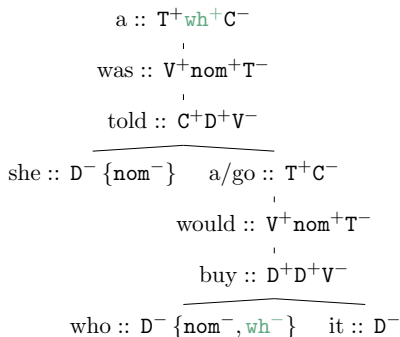 a :: T⁺wh⁺C⁻
was :: V⁺nom⁺T⁻
told :: C⁺D⁺V⁻
she :: D⁻ {nom⁻} a/go :: T⁺C⁻
would :: V⁺nom⁺T⁻
buy :: D⁺D⁺V⁻
who :: D⁻ {nom⁻, wh⁻} it :: D⁻